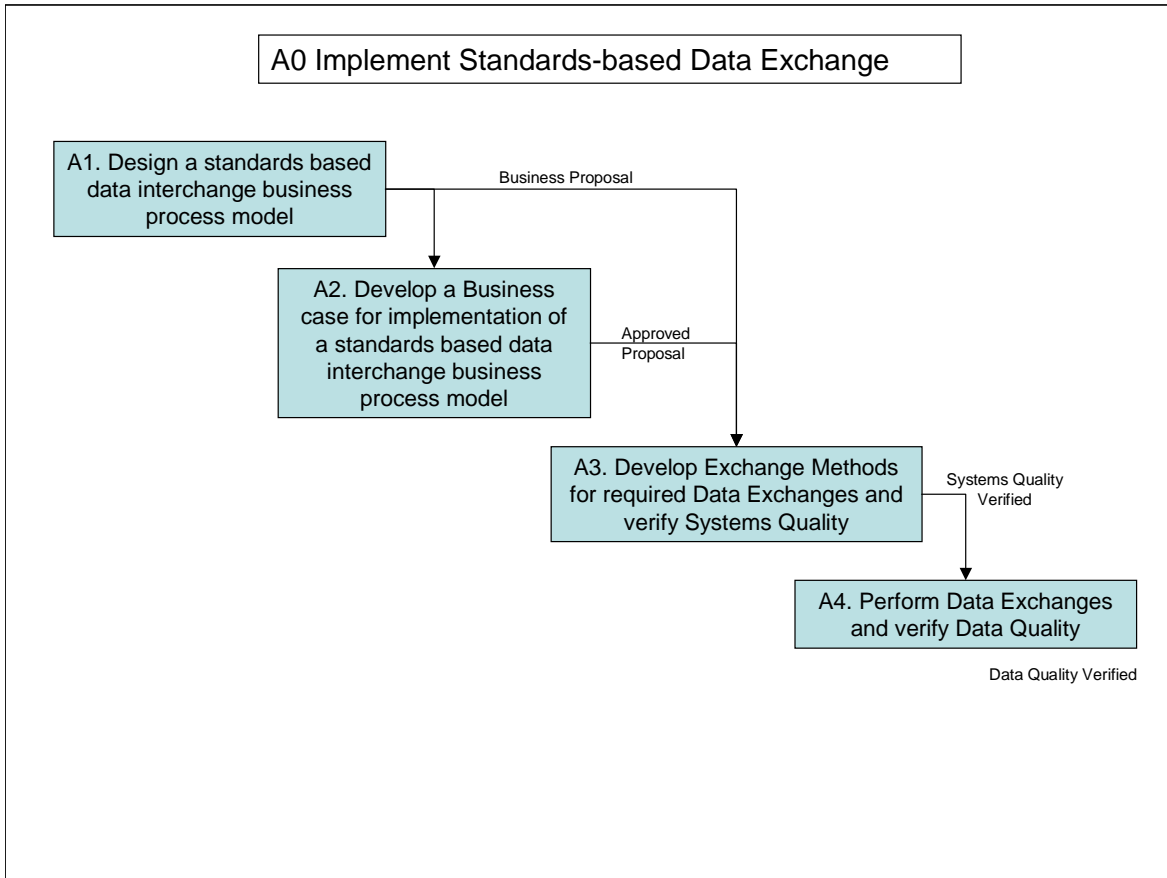 A0 Implement Standards-based Data Exchange
A1. Design a standards based
data interchange business
process model
Business Proposal
A2. Develop a Business
case for implementation of
a standards based data
interchange business
process model
Approved
Proposal
A3. Develop Exchange Methods
for required Data Exchanges and
verify Systems Quality
Systems Quality
Verified
A4. Perform Data Exchanges
and verify Data Quality
Data Quality Verified